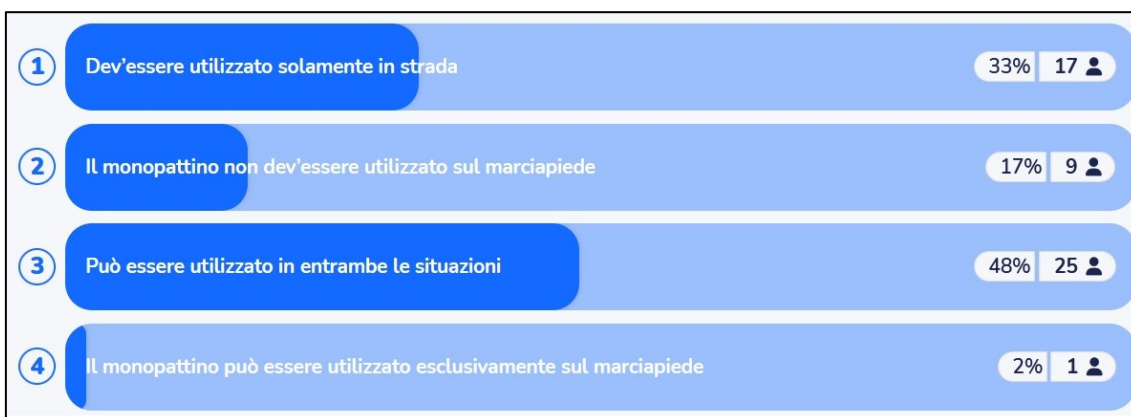 1 Dev'essere utilizzato solamente in strada 33% 17
2 Il monopattino non dev'essere utilizzato sul marciapiede 17% 9
3 Può essere utilizzato in entrambe le situazioni 48% 25
4 Il monopattino può essere utilizzato esclusivamente sul marciapiede 2% 1